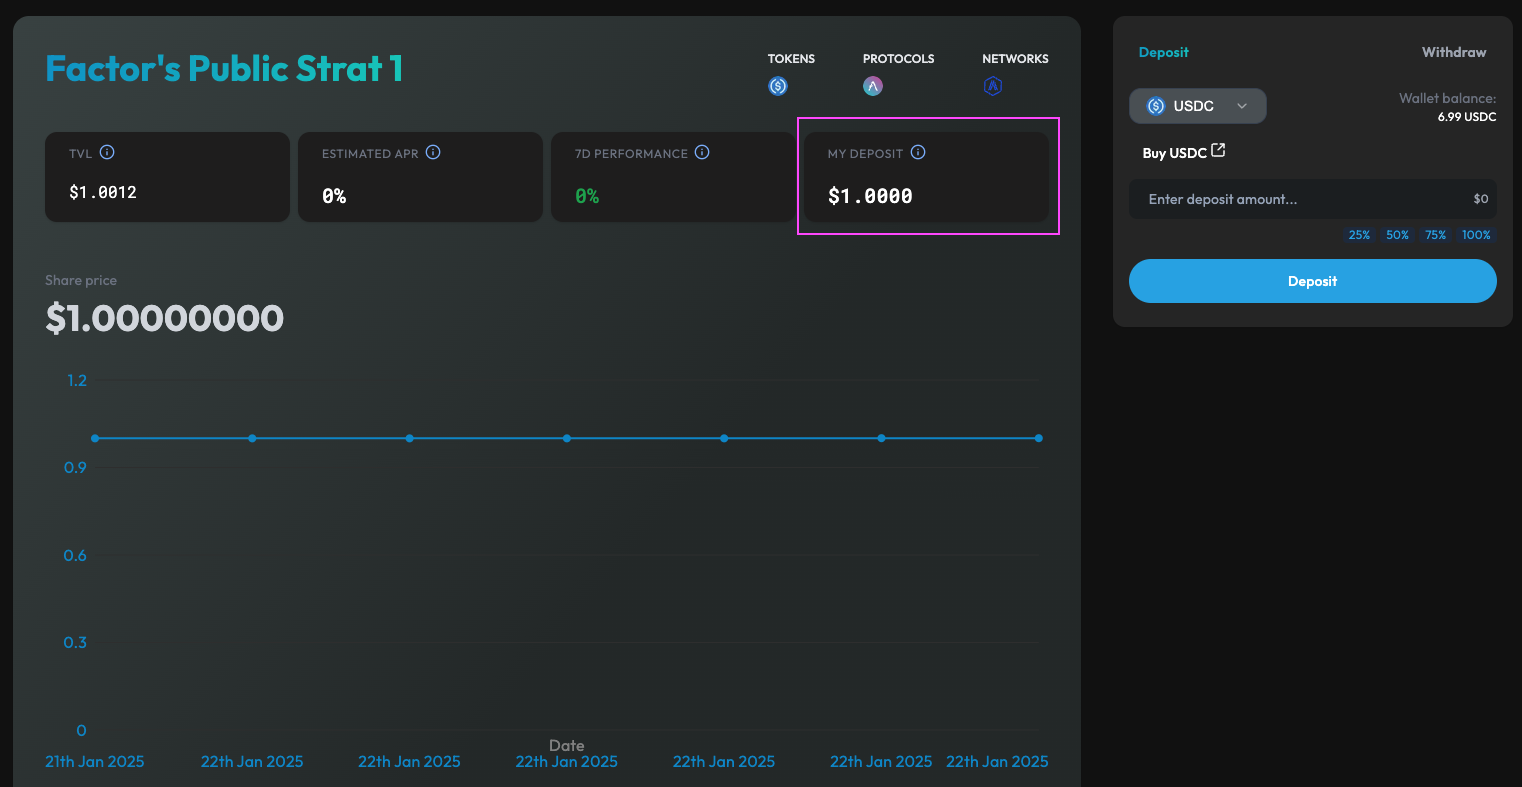 Factor's Public Strat 1
TOKENS
PROTOCOLS
NETWORKS
TVL
$1.0012
ESTIMATED APR
0%
7D PERFORMANCE
0%
MY DEPOSIT
$1.0000
Share price
$1.00000000
1.2
0.9
0.6
0.3
0
Date
21th Jan 2025
22th Jan 2025
22th Jan 2025
22th Jan 2025
22th Jan 2025
22th Jan 2025
22th Jan 2025
Deposit
Withdraw
USDC
Wallet balance:
6.99 USDC
Buy USDC
Enter deposit amount...
$0
25%
50%
75%
100%
Deposit